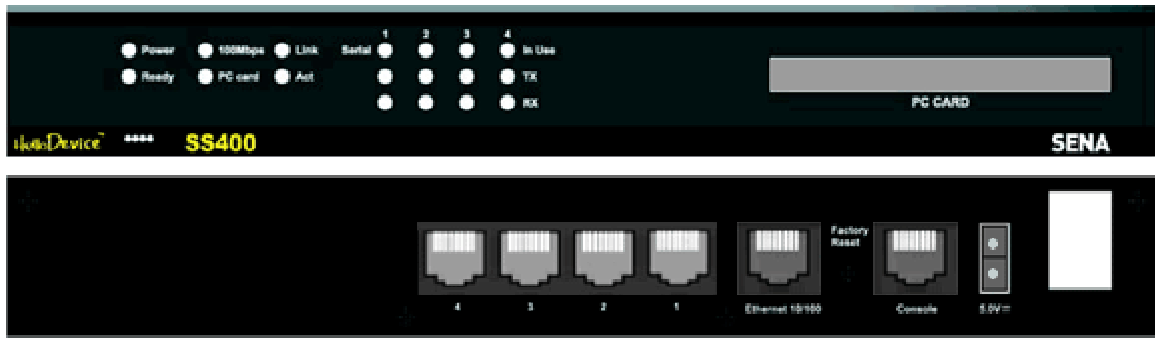 1 2 3 4
Power 100Mbps Link Serial In Use
Ready PC card Act TX
RX
PC CARD
HelloDevice™ SS400 SENA
Factory
Reset
4 3 2 1 Ethernet 10/100 Console 5.0V⎓